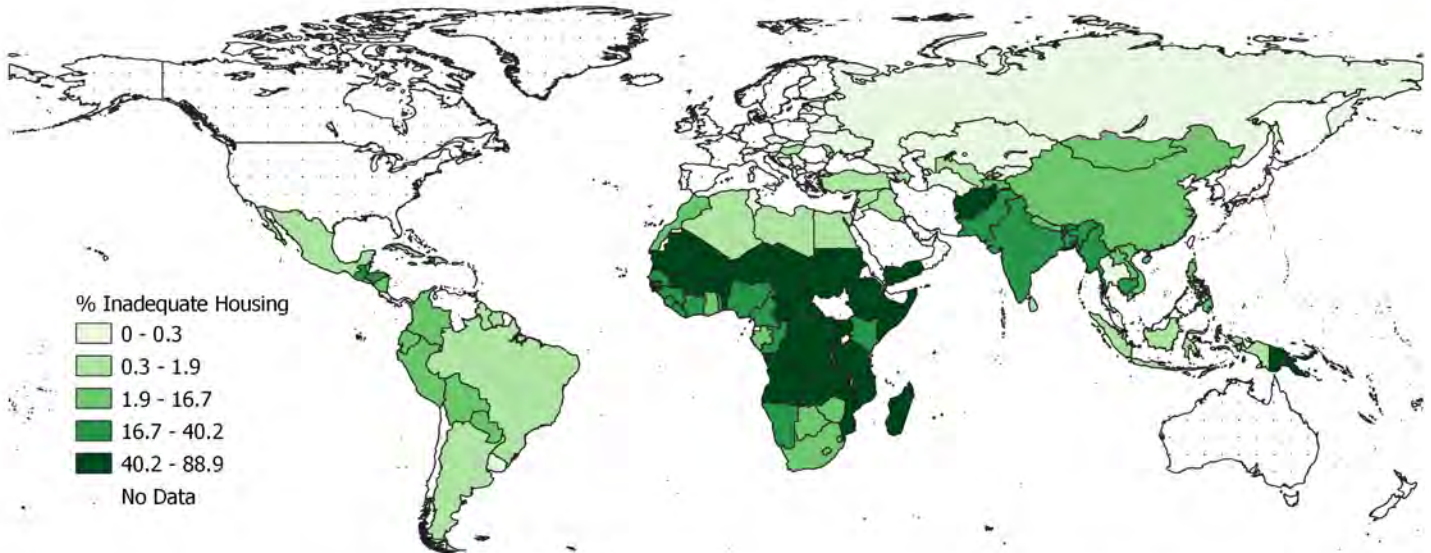 % Inadequate Housing
0 - 0.3
0.3 - 1.9
1.9 - 16.7
16.7 - 40.2
40.2 - 88.9
No Data